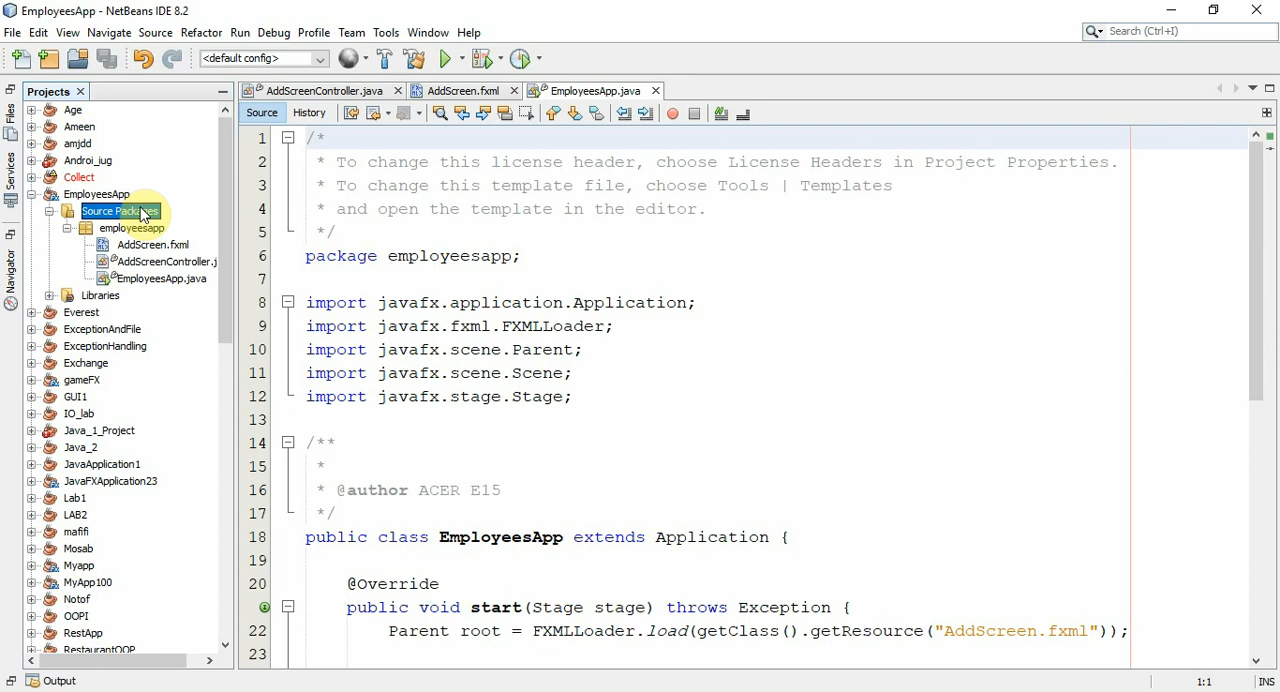 EmployeesApp - NetBeans IDE 8.2
File Edit View Navigate Source Refactor Run Debug Profile Team Tools Window Help
Search (Ctrl+I)
<default config>
Projects
Files
Services
Navigator
Age
Ameen
amjdd
Androi_jug
Collect
EmployeesApp
Source Packages
employeesapp
AddScreen.fxml
AddScreenController.j
EmployeesApp.java
Libraries
Everest
ExceptionAndFile
ExceptionHandling
Exchange
gameFX
GUI1
IO_lab
Java_1_Project
Java_2
JavaApplication1
JavaFXApplication23
Lab1
LAB2
mafifi
Mosab
Myapp
MyApp100
Notof
OOPI
RestApp
RestaurantOOP
AddScreenController.java AddScreen.fxml EmployeesApp.java
Source History
1 /*
2 * To change this license header, choose License Headers in Project Properties.
3 * To change this template file, choose Tools | Templates
4 * and open the template in the editor.
5 */
6 package employeesapp;
7
8 import javafx.application.Application;
9 import javafx.fxml.FXMLLoader;
10 import javafx.scene.Parent;
11 import javafx.scene.Scene;
12 import javafx.stage.Stage;
13
14 /**
15 *
16 * @author ACER E15
17 */
18 public class EmployeesApp extends Application {
19
20 @Override
public void start(Stage stage) throws Exception {
22 Parent root = FXMLLoader.load(getClass().getResource("AddScreen.fxml"));
23
Output
1:1 INS